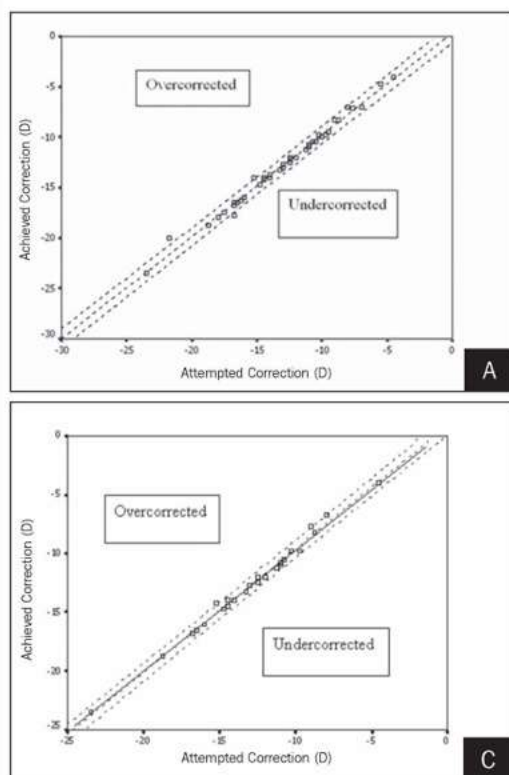 0
-5
-10
-15
-20
-25
-30
Achieved Correction (D)
Overcorrected
Undercorrected
-30 -25 -20 -15 -10 -5 0
Attempted Correction (D)
A
0
-5
-10
-15
-20
-25
Achieved Correction (D)
Overcorrected
Undercorrected
-25 -20 -15 -10 -5 0
Attempted Correction (D)
C